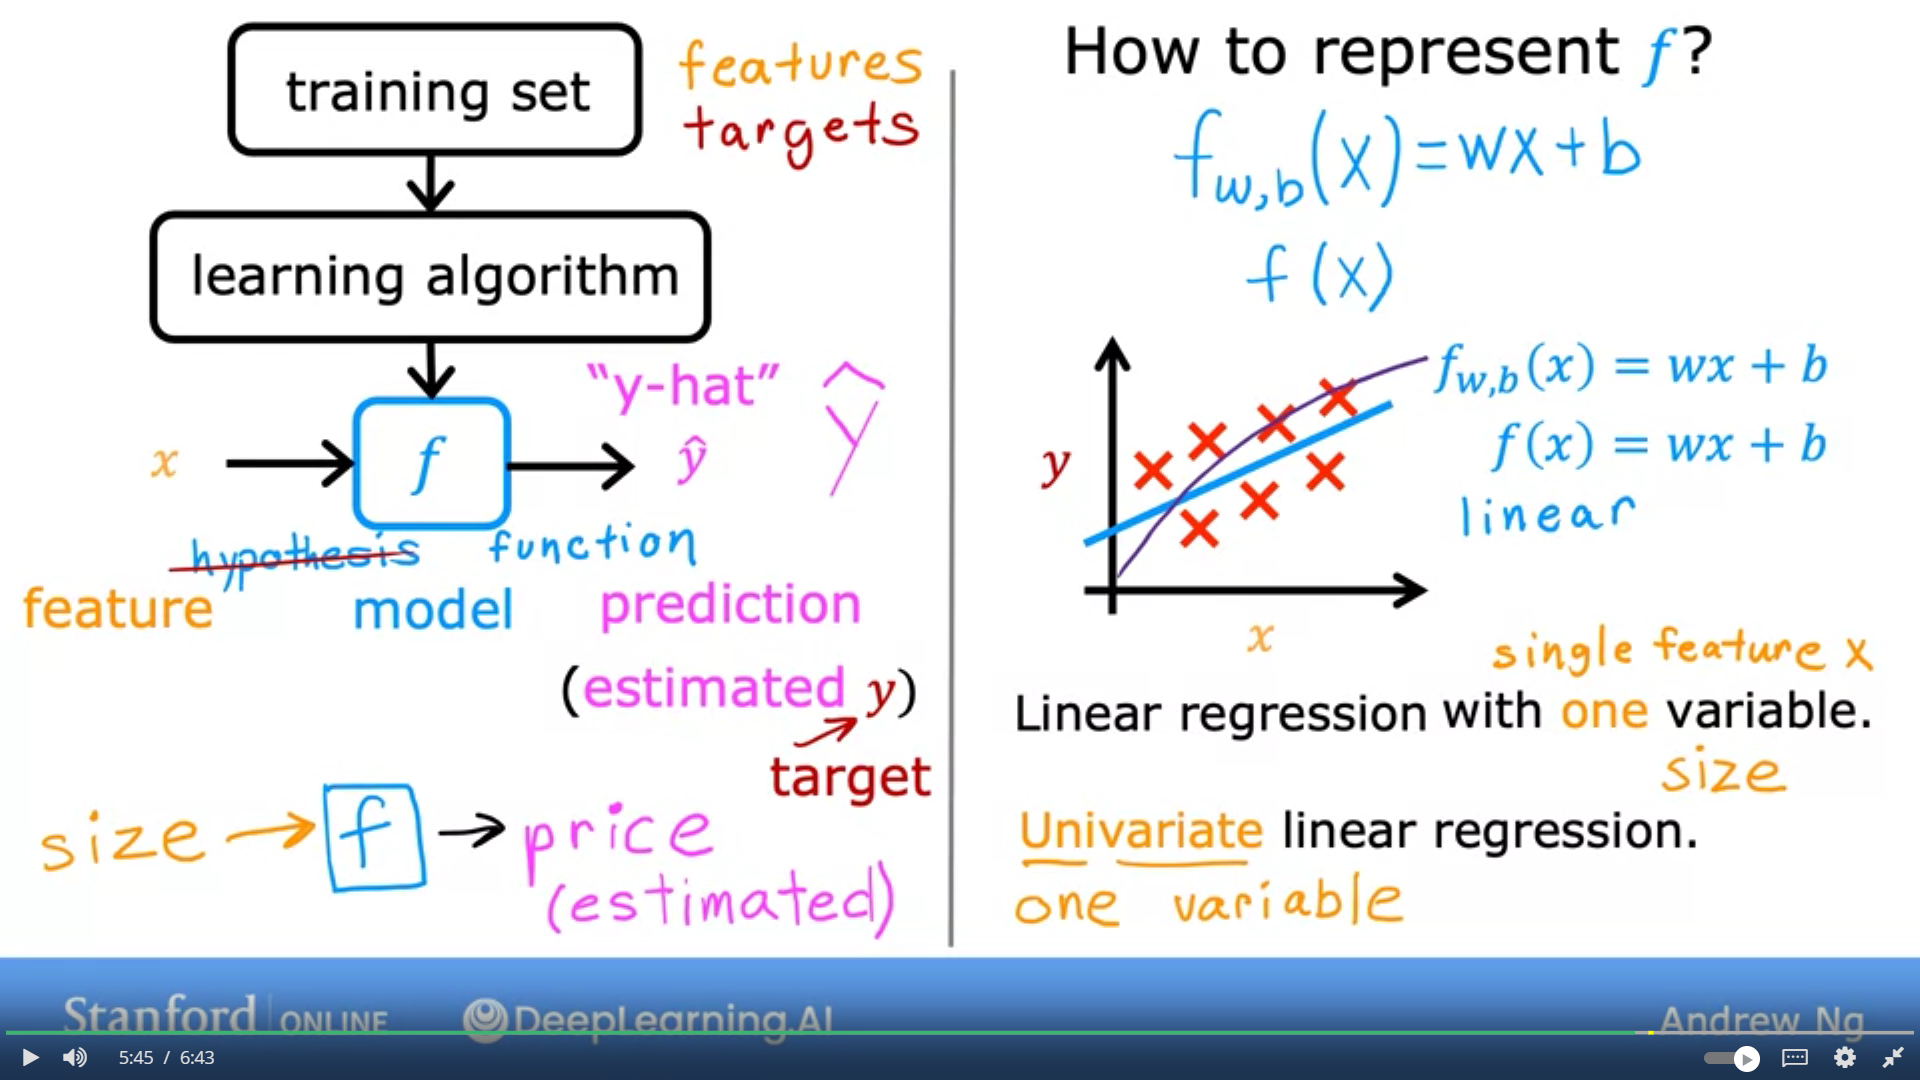 training set
features
targets
learning algorithm
"y-hat"
ŷ
x
f
ŷ
hypothesis
function
feature
model
prediction
(estimated y)
target
size → f → price
(estimated)
How to represent f?
f_{w,b}(x) = wx + b
f(x)
f_{w,b}(x) = wx + b
f(x) = wx + b
linear
y
x
single feature x
Linear regression with one variable.
size
Univariate linear regression.
one variable
Stanford | ONLINE
DeepLearning.AI
Andrew Ng
5:45 / 6:43